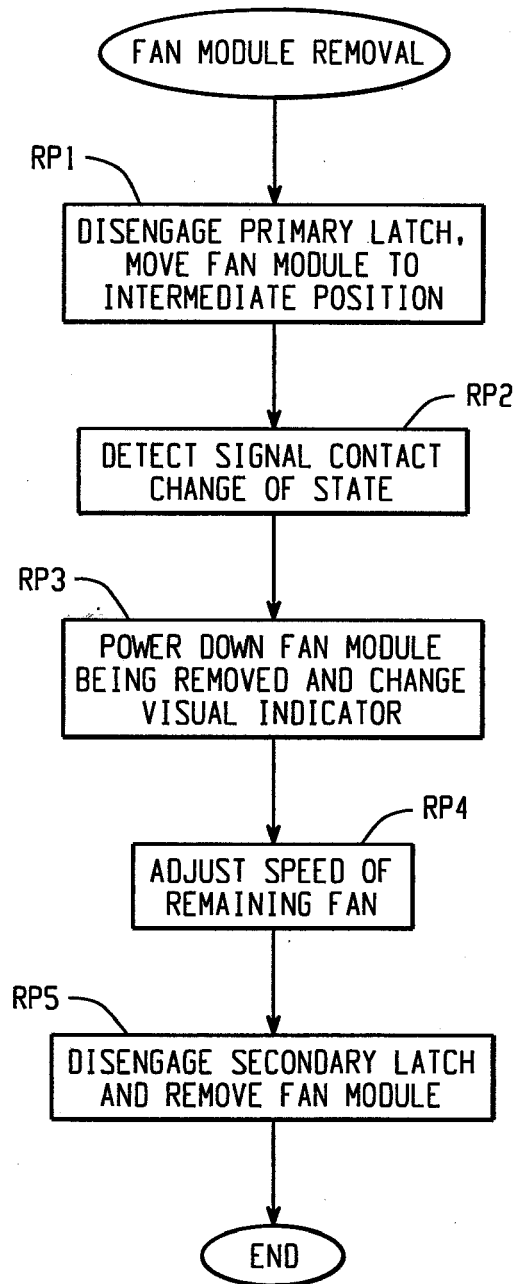 FAN MODULE REMOVAL
RP1
DISENGAGE PRIMARY LATCH,
MOVE FAN MODULE TO
INTERMEDIATE POSITION
RP2
DETECT SIGNAL CONTACT
CHANGE OF STATE
RP3
POWER DOWN FAN MODULE
BEING REMOVED AND CHANGE
VISUAL INDICATOR
RP4
ADJUST SPEED OF
REMAINING FAN
RP5
DISENGAGE SECONDARY LATCH
AND REMOVE FAN MODULE
END